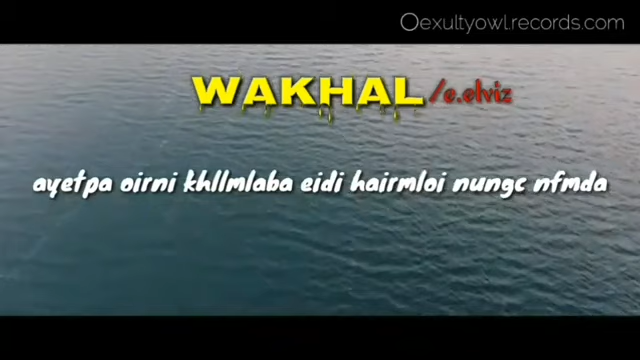 Oexultyowl.records.com
WAKHAL/e.elviz
ayetpa oirni khllmlaba eidi hairmloi nungc nfmda